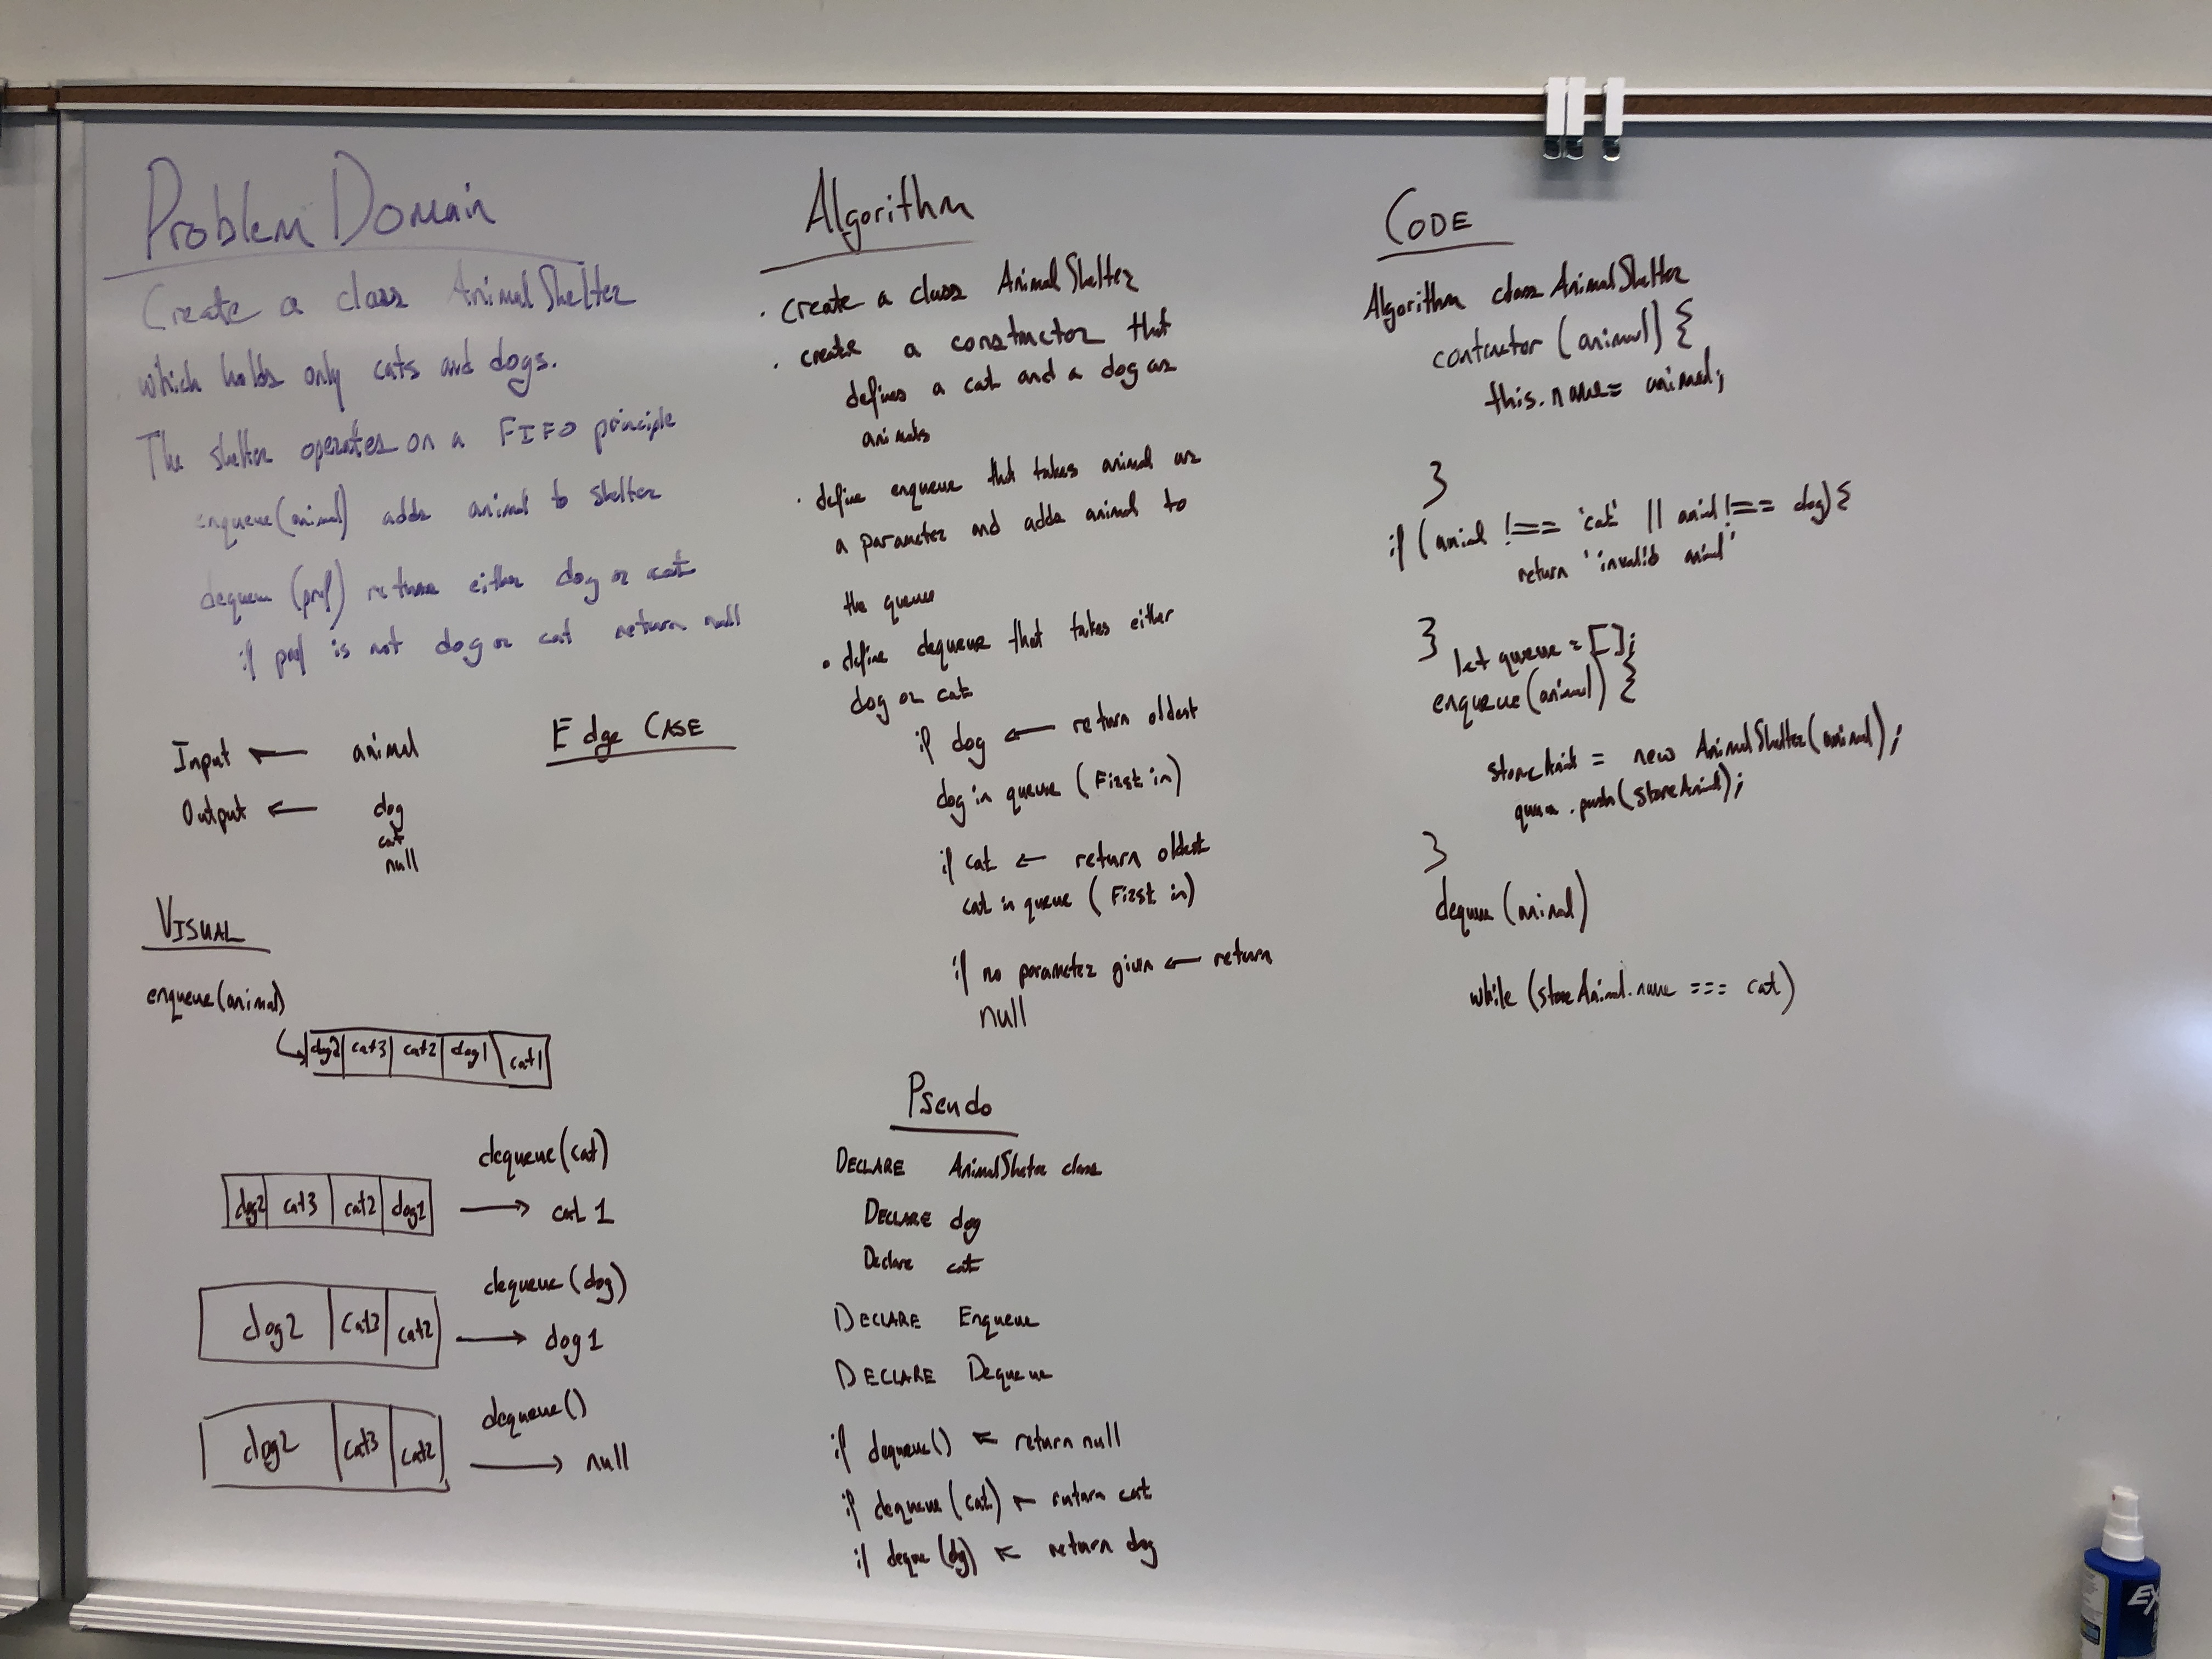 Problem Domain
Create a class AnimalShelter
which holds only cats and dogs.
The shelter operates on a FIFO principle
enqueue(animal) adds animal to shelter
dequeue (pref) returns either dog or cat
if pref is not dog or cat return null
Input ← animal
Output ← dog
cat
null
Edge CASE
VISUAL
enqueue(animal)
dog2 cat3 cat2 dog1 cat1
dequeue(cat)
dog2 cat3 cat2 dog1 → cat 1
dequeue(dog)
dog2 cat3 cat2 → dog1
dequeue()
dog2 cat3 cat2 → null
Algorithm
· create a class AnimalShelter
· create a constructor that
defines a cat and a dog as
animals
· define enqueue that takes animal as
a parameter and adds animal to
the queue
· define dequeue that takes either
dog or cat
if dog ← return oldest
dog in queue (First in)
if cat ← return oldest
cat in queue (First in)
if no parameter given ← return
null
Pseudo
DECLARE AnimalShelter class
DECLARE dog
Declare cat
DECLARE Enqueue
DECLARE Dequeue
if dequeue() ← return null
if dequeue(cat) ← return cat
if deque(dg) ← return dog
CODE
Algorithm class AnimalShelter
contructor (animal) {
this.name = animal;
}
if (animl !== 'cat' || animl !== dog) {
return 'invalid animl'
}
let queue = [];
enqueue(animal) {
storeAniml = new AnimalShelter(animal);
queue.push(storeAniml);
}
dequeue(animal)
while (storeAnimal.name === cat)
EX